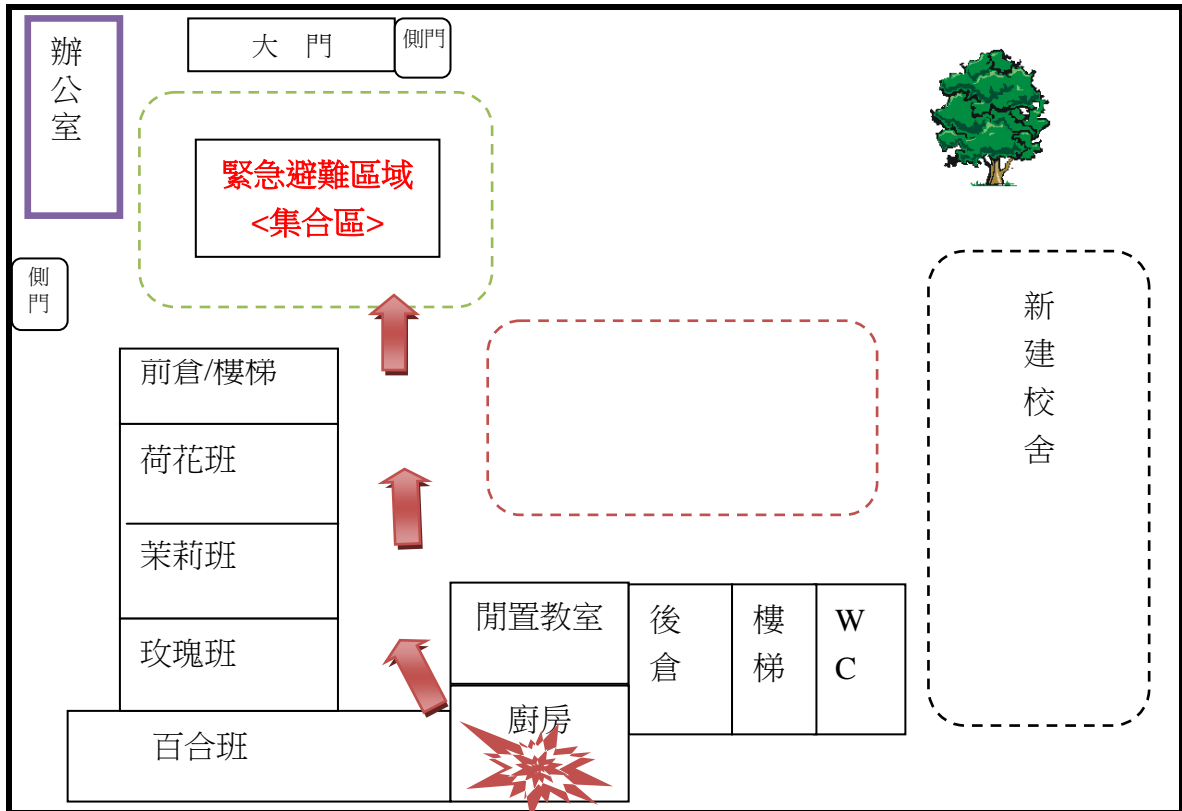 辦公室
大 門
側門
緊急避難區域
<集合區>
側門
新建校舍
前倉/樓梯
荷花班
茉莉班
玫瑰班
百合班
閒置教室
後倉
樓梯
WC
廚房